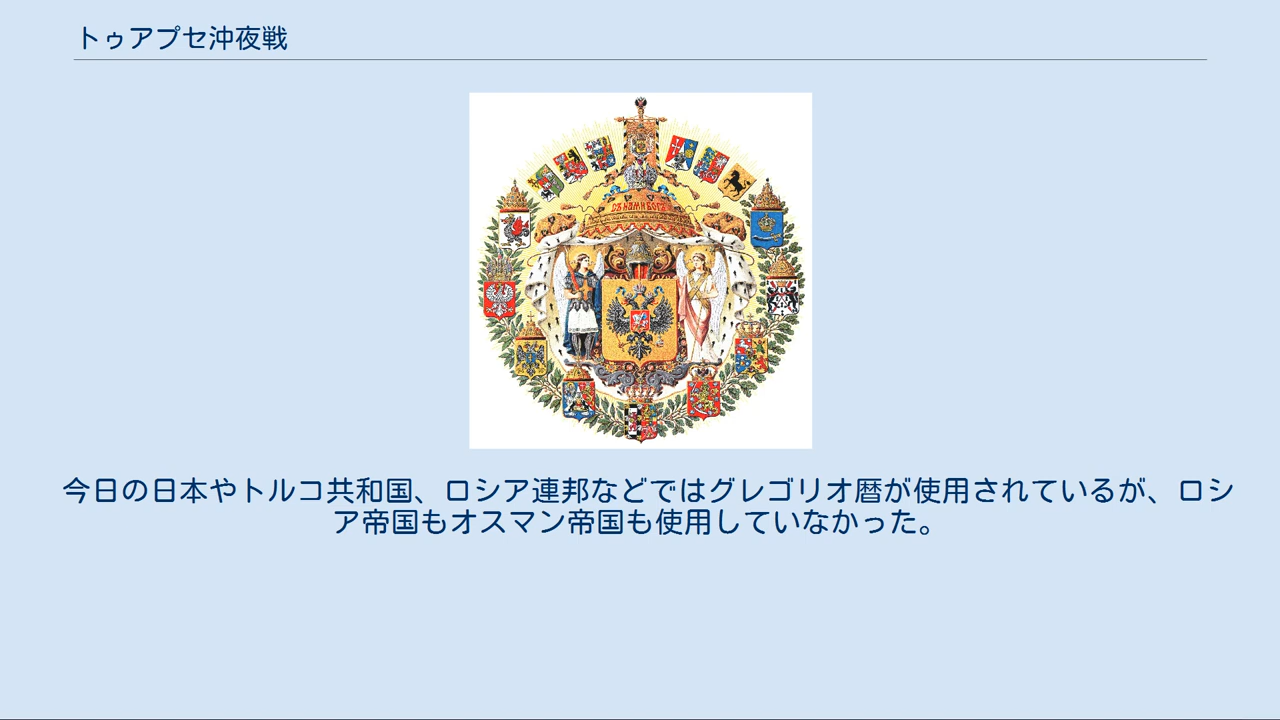 トゥアプセ沖夜戦
СЪ НАМИ БОГЪ
今日の日本やトルコ共和国、ロシア連邦などではグレゴリオ暦が使用されているが、ロシ
ア帝国もオスマン帝国も使用していなかった。